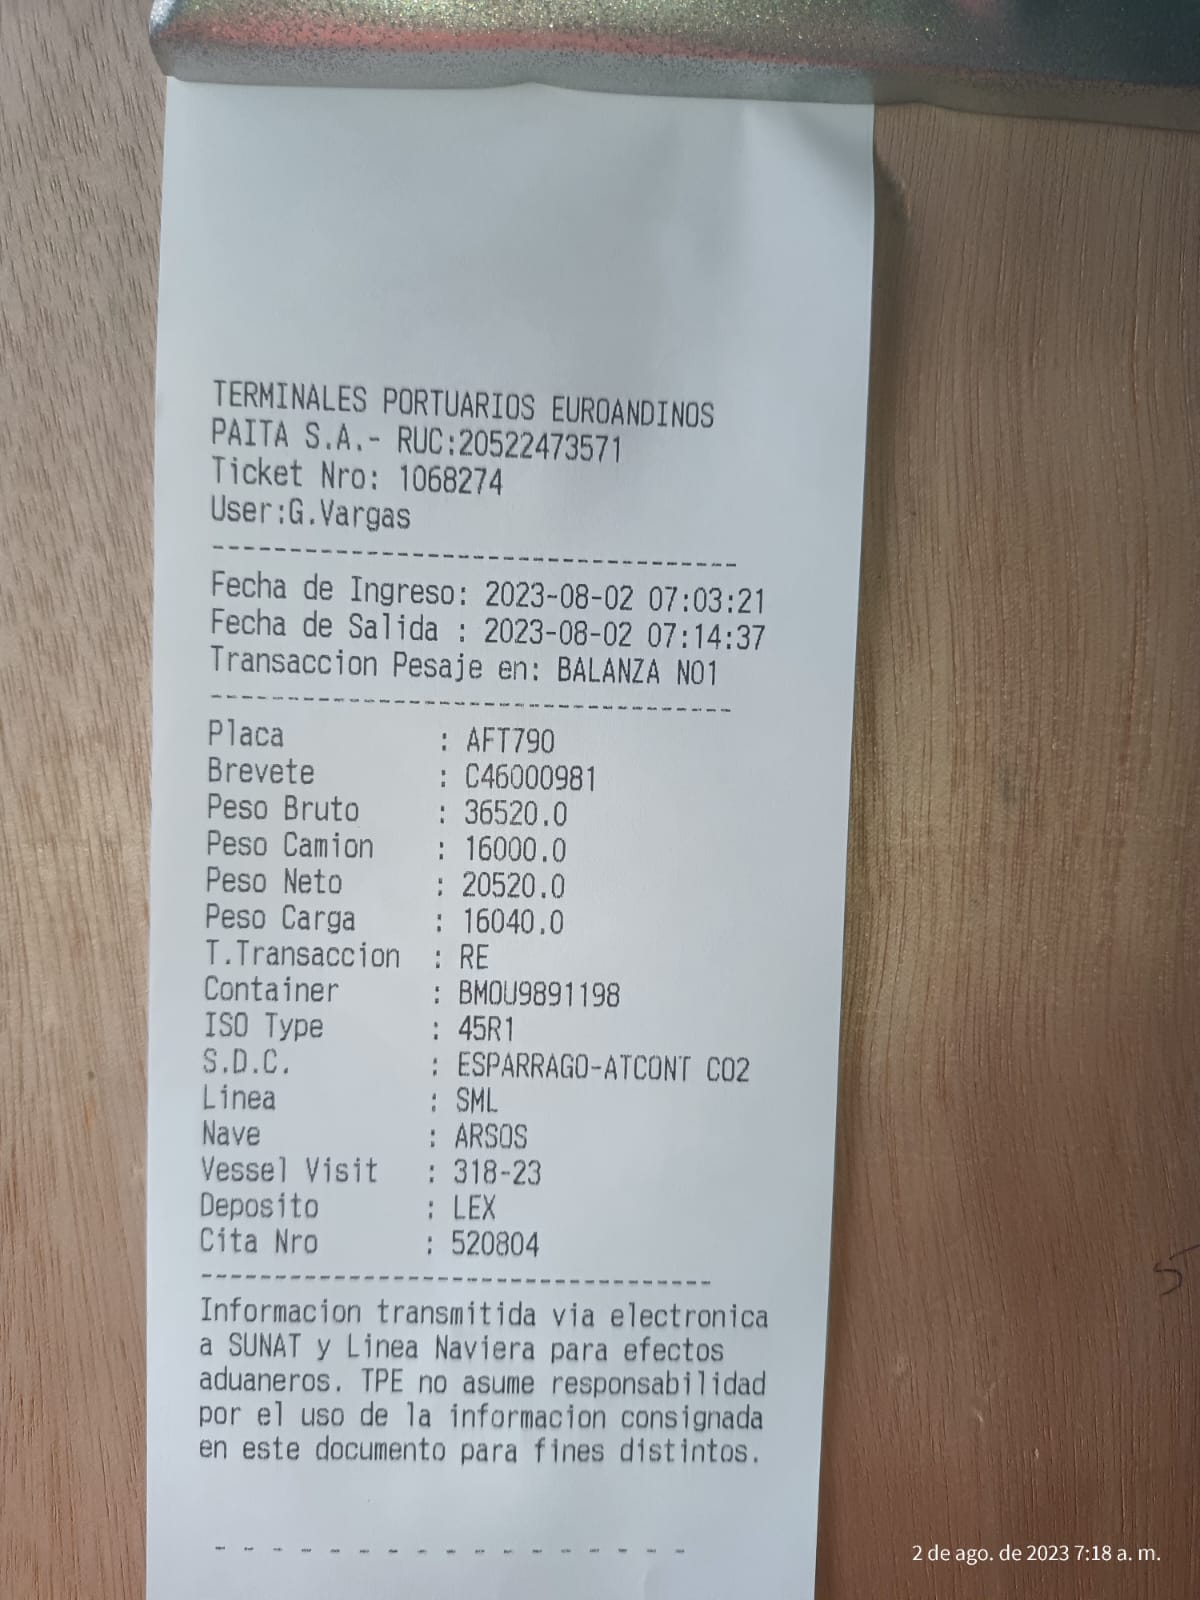 TERMINALES PORTUARIOS EUROANDINOS
PAITA S.A.- RUC:20522473571
Ticket Nro: 1068274
User:G.Vargas
----------------------------------
Fecha de Ingreso: 2023-08-02 07:03:21
Fecha de Salida : 2023-08-02 07:14:37
Transaccion Pesaje en: BALANZA NO1
----------------------------------
Placa : AFT790
Brevete : C46000981
Peso Bruto : 36520.0
Peso Camion : 16000.0
Peso Neto : 20520.0
Peso Carga : 16040.0
T.Transaccion : RE
Container : BMOU9891198
ISO Type : 45R1
S.D.C. : ESPARRAGO-ATCONT CO2
Linea : SML
Nave : ARSOS
Vessel Visit : 318-23
Deposito : LEX
Cita Nro : 520804
----------------------------------
Informacion transmitida via electronica
a SUNAT y Linea Naviera para efectos
aduaneros. TPE no asume responsabilidad
por el uso de la informacion consignada
en este documento para fines distintos.
- - - - - - - - - - - - - - - - -
2 de ago. de 2023 7:18 a. m.